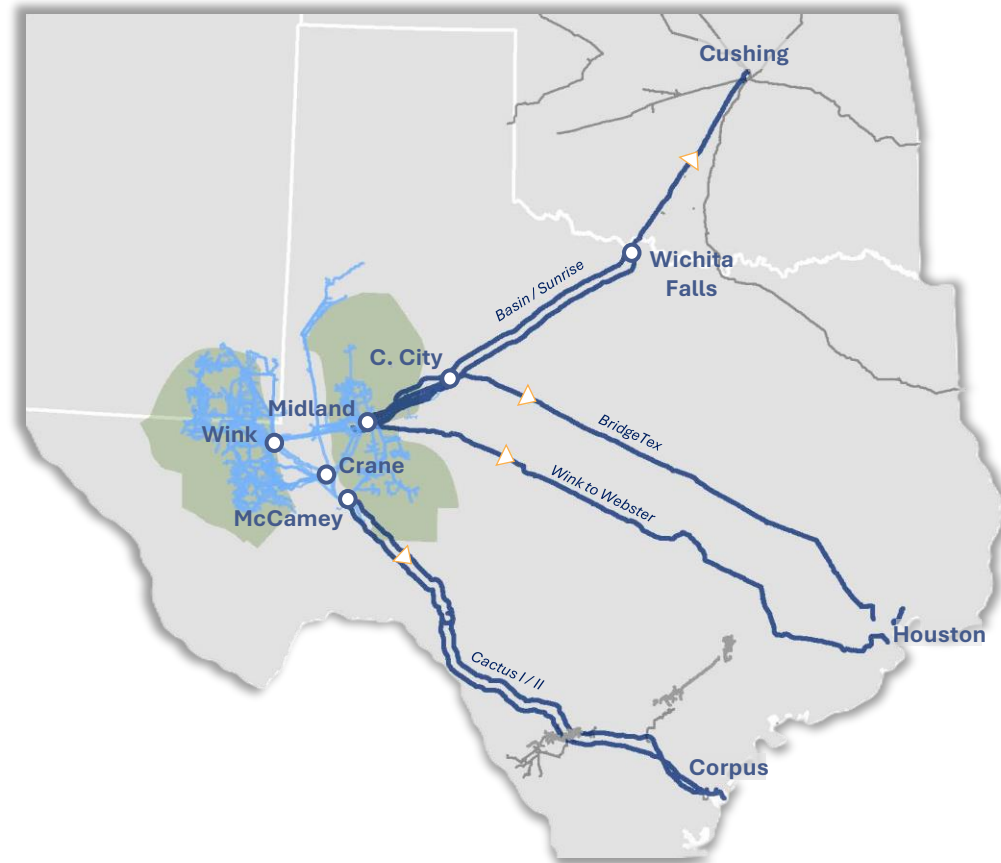 Cushing
Wichita
Falls
Basin / Sunrise
C. City
Midland
BridgeTex
Wink
Crane
Wink to Webster
McCamey
Houston
Cactus I / II
Corpus